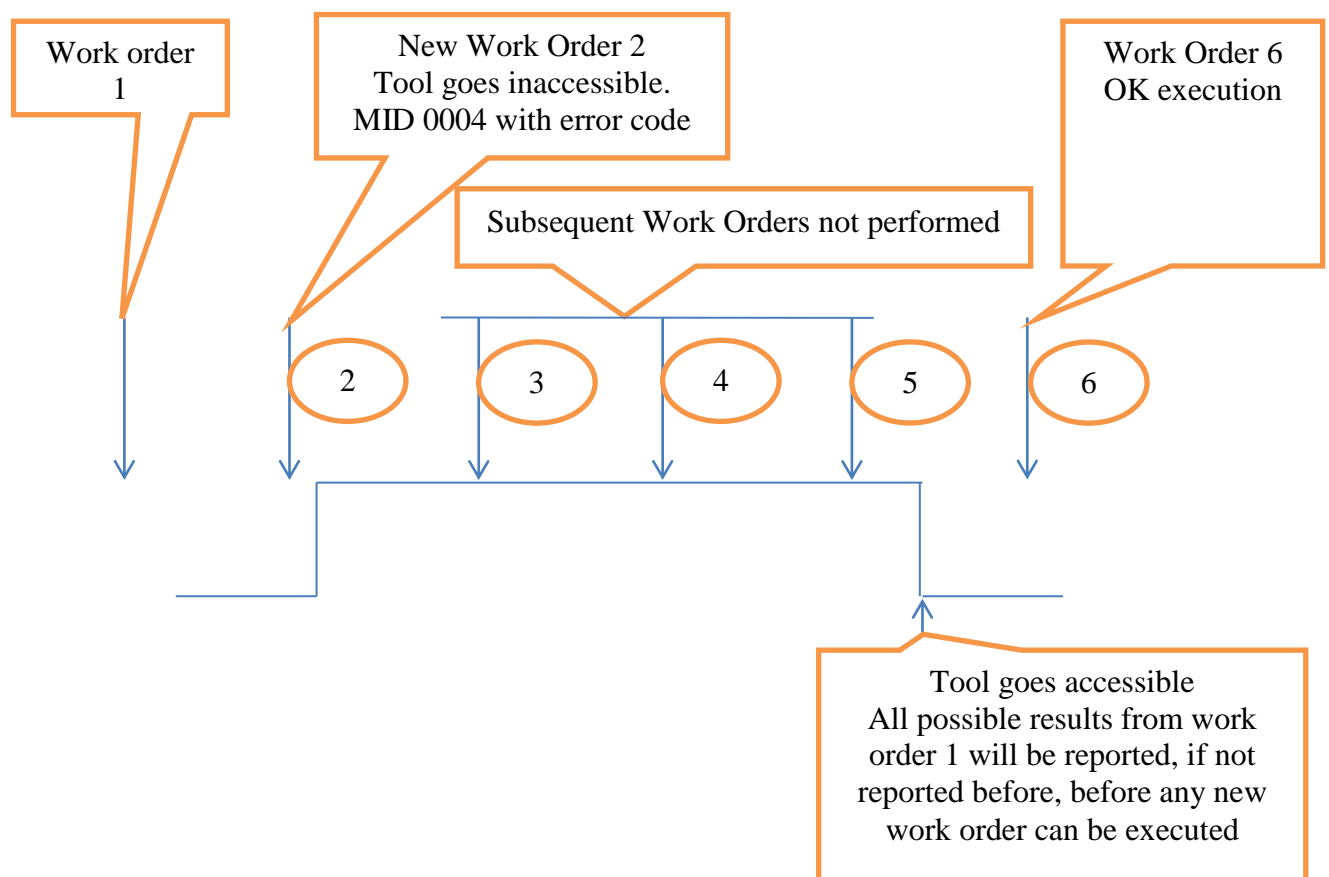 Work order
1
New Work Order 2
Tool goes inaccessible.
MID 0004 with error code
Work Order 6
OK execution
Subsequent Work Orders not performed
2
3
4
5
6
Tool goes accessible
All possible results from work
order 1 will be reported, if not
reported before, before any new
work order can be executed